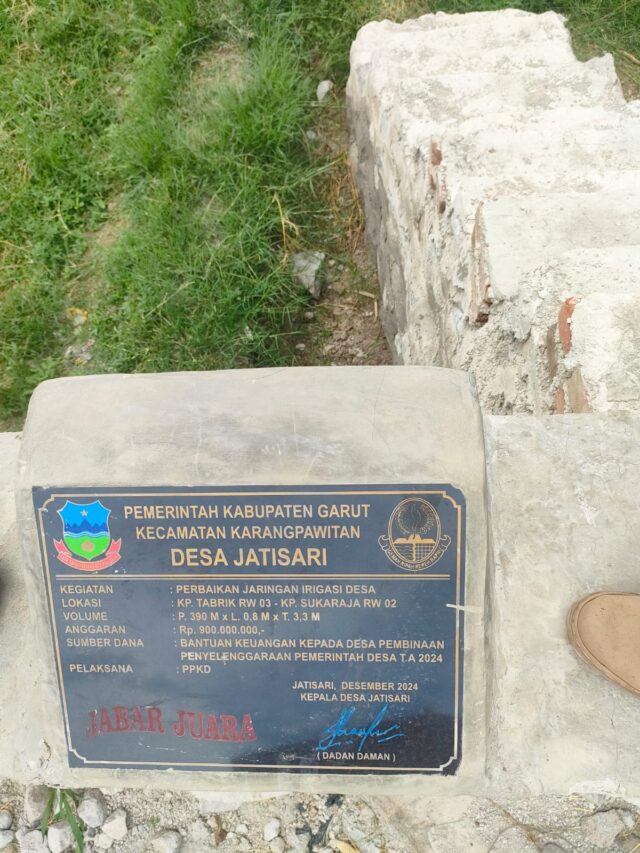 PEMERINTAH KABUPATEN GARUT
KECAMATAN KARANGPAWITAN
DESA JATISARI
KEGIATAN : PERBAIKAN JARINGAN IRIGASI DESA
LOKASI : KP. TABRIK RW 03 - KP. SUKARAJA RW 02
VOLUME : P. 390 M x L. 0,8 M x T. 3,3 M
ANGGARAN : Rp. 900.000.000,-
SUMBER DANA : BANTUAN KEUANGAN KEPADA DESA PEMBINAAN
PENYELENGGARAAN PEMERINTAH DESA T.A 2024
PELAKSANA : PPKD
JATISARI, DESEMBER 2024
KEPALA DESA JATISARI
JABAR JUARA
( DADAN DAMAN )